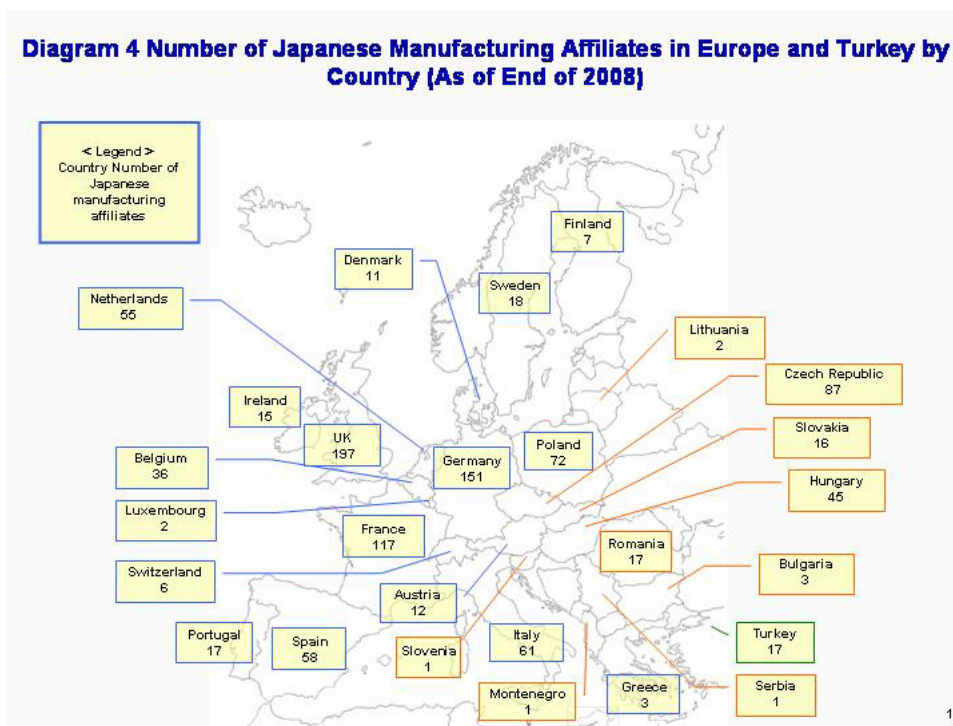 Diagram 4 Number of Japanese Manufacturing Affiliates in Europe and Turkey by
Country (As of End of 2008)
< Legend >
Country Number of
Japanese
manufacturing
affiliates
Finland
7
Denmark
11
Sweden
18
Netherlands
55
Lithuania
2
Czech Republic
87
Ireland
15
UK
197
Poland
72
Slovakia
16
Belgium
36
Germany
151
Hungary
45
Luxembourg
2
France
117
Romania
17
Bulgaria
3
Switzerland
6
Austria
12
Portugal
17
Spain
58
Slovenia
1
Italy
61
Turkey
17
Montenegro
1
Greece
3
Serbia
1
1